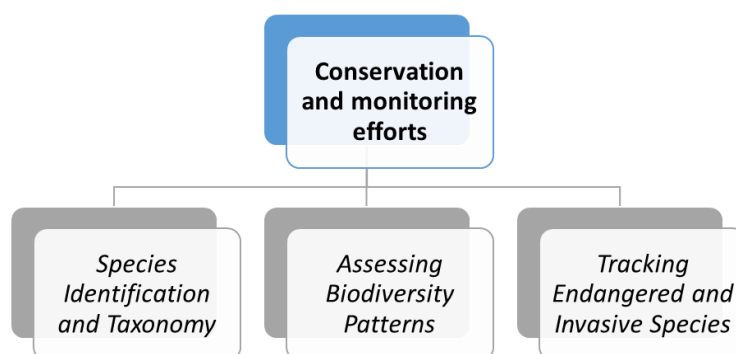 Conservation
and monitoring
efforts
Species
Identification
and Taxonomy
Assessing
Biodiversity
Patterns
Tracking
Endangered and
Invasive Species